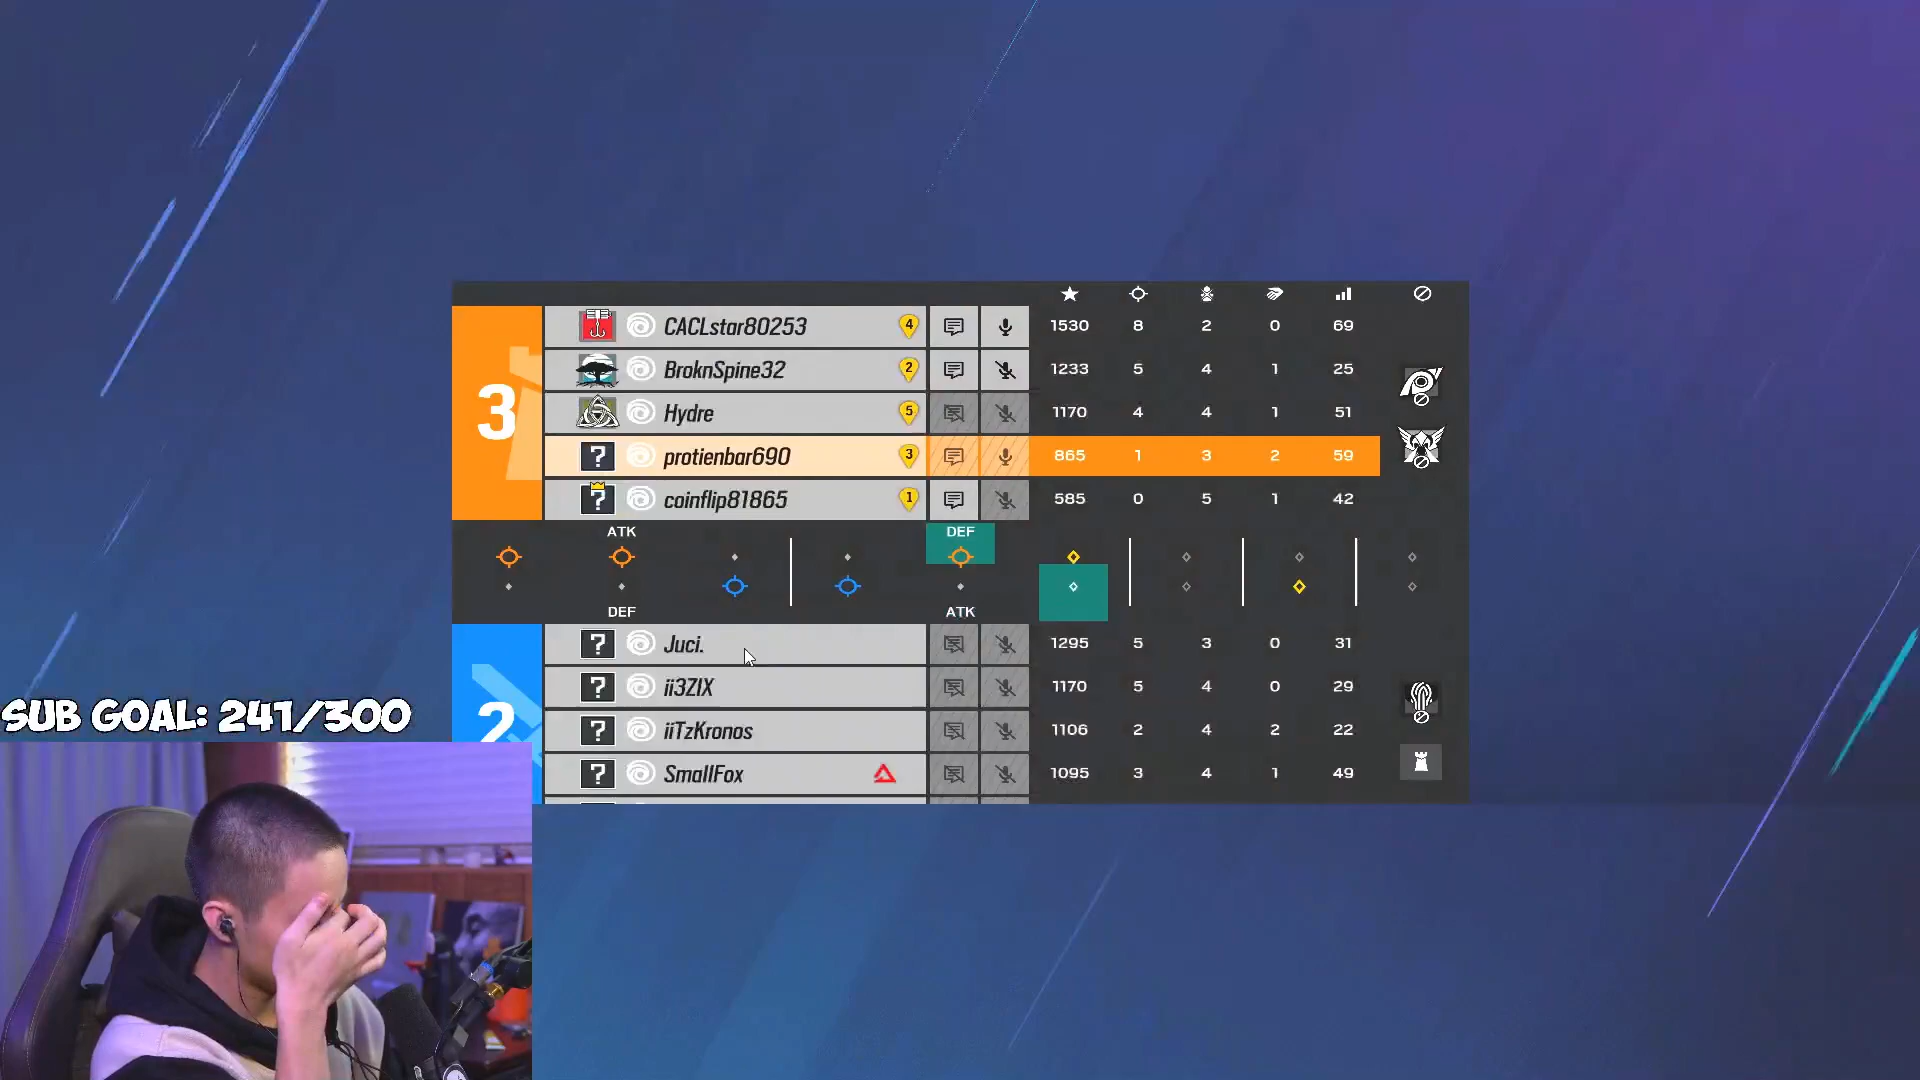 CACLstar80253 4 1530 8 2 0 69
BroknSpine32 2 1233 5 4 1 25
3 Hydre 5 1170 4 4 1 51
? protienbar690 3 865 1 3 2 59
? coinflip81865 1 585 0 5 1 42
ATK DEF
DEF ATK
? Juci. 1295 5 3 0 31
? ii3ZIX 1170 5 4 0 29
2 ? iiTzKronos 1106 2 4 2 22
? SmallFox 1095 3 4 1 49
SUB GOAL: 241/300